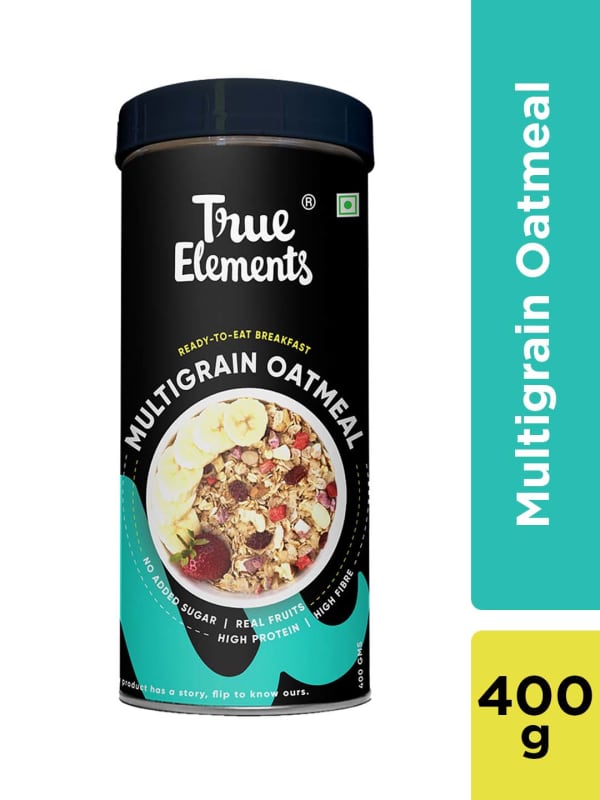 True
Elements®
READY-TO-EAT BREAKFAST
MULTIGRAIN OATMEAL
NO ADDED SUGAR | REAL FRUITS
HIGH PROTEIN | HIGH FIBRE
product has a story, flip to know ours.
400 GMS
Multigrain Oatmeal
400
g